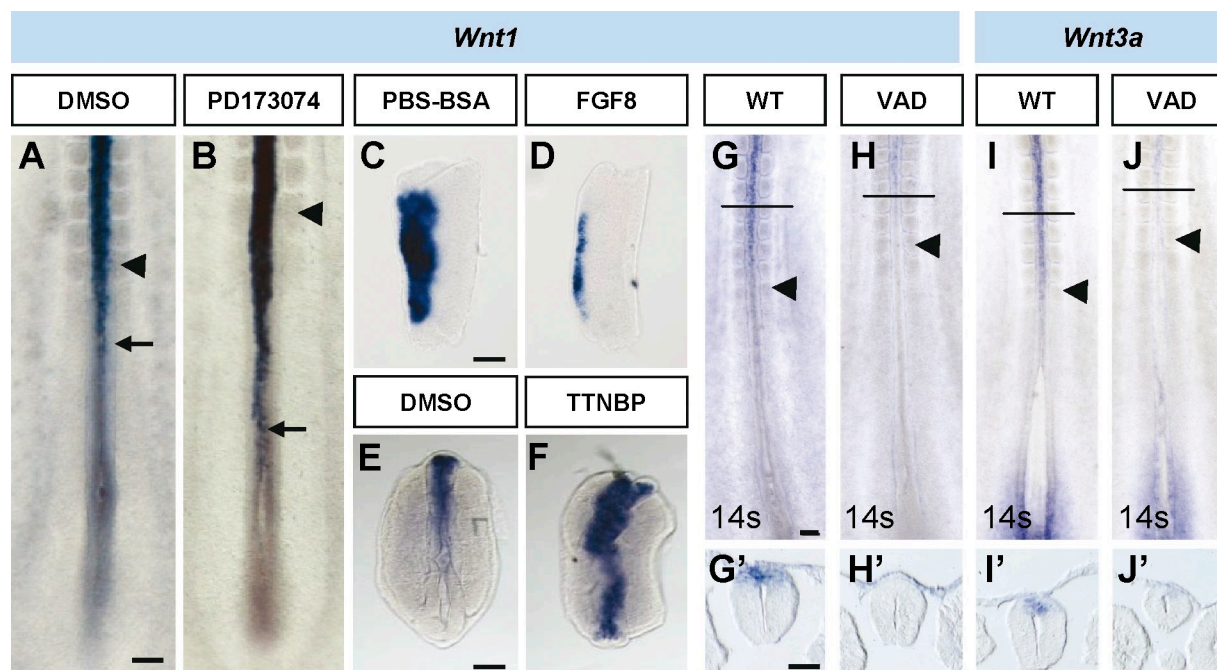 Wnt1 Wnt3a
DMSO PD173074 PBS-BSA FGF8 WT VAD WT VAD
A B C D G H I J
DMSO TTNBP
E F
14s 14s 14s 14s
G’ H’ I’ J’